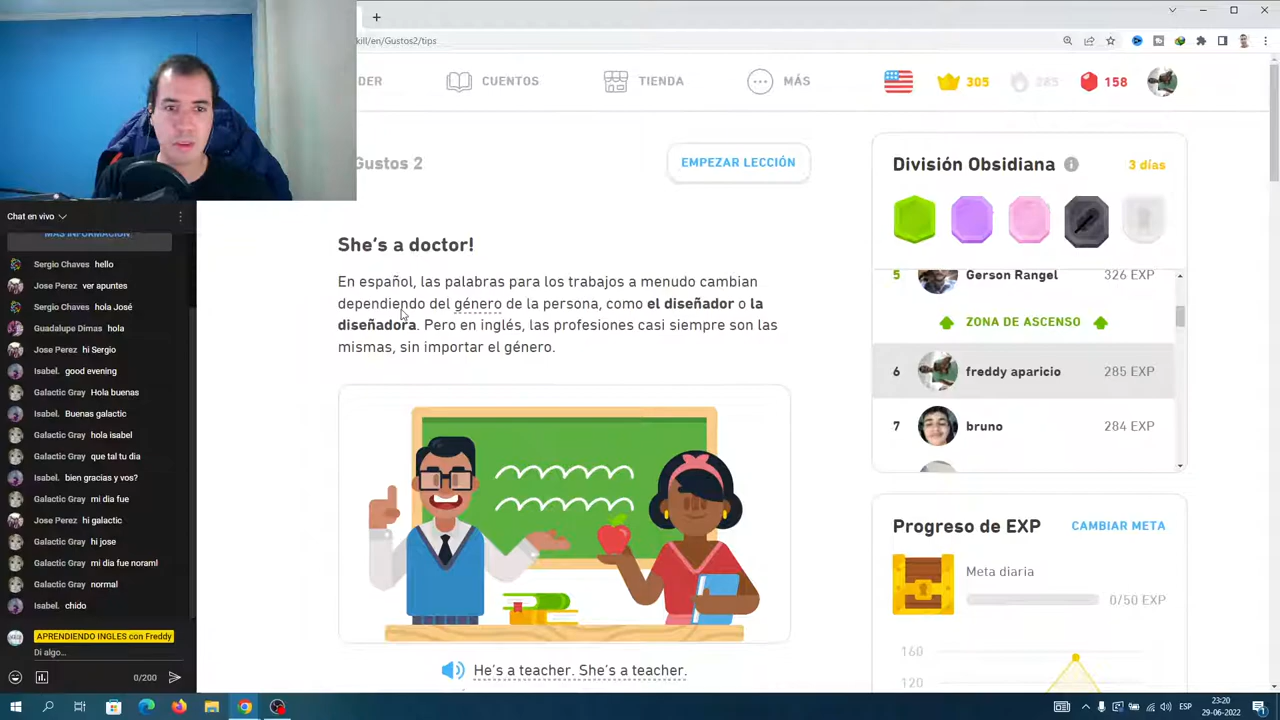 kill/en/Gustos2/tips
DER
CUENTOS
TIENDA
MÁS
305
285
158
Gustos 2
EMPEZAR LECCIÓN
She's a doctor!
En español, las palabras para los trabajos a menudo cambian
dependiendo del género de la persona, como el diseñador o la
diseñadora. Pero en inglés, las profesiones casi siempre son las
mismas, sin importar el género.
He's a teacher. She's a teacher.
División Obsidiana
3 días
5 Gerson Rangel 326 EXP
ZONA DE ASCENSO
6 freddy aparicio 285 EXP
7 bruno 284 EXP
Progreso de EXP
CAMBIAR META
Meta diaria
0/50 EXP
160
120
Chat en vivo
MÁS INFORMACIÓN
Sergio Chaves hello
Jose Perez ver apuntes
Sergio Chaves hola José
Guadalupe Dimas hola
Jose Perez hi Sergio
Isabel. good evening
Galactic Gray Hola buenas
Isabel. Buenas galactic
Galactic Gray hola isabel
Galactic Gray que tal tu dia
Isabel. bien gracias y vos?
Galactic Gray mi dia fue
Jose Perez hi galactic
Galactic Gray hi jose
Galactic Gray mi dia fue noraml
Galactic Gray normal
Isabel. chido
APRENDIENDO INGLES con Freddy
Di algo...
0/200
ESP
23:20
29-06-2022
1